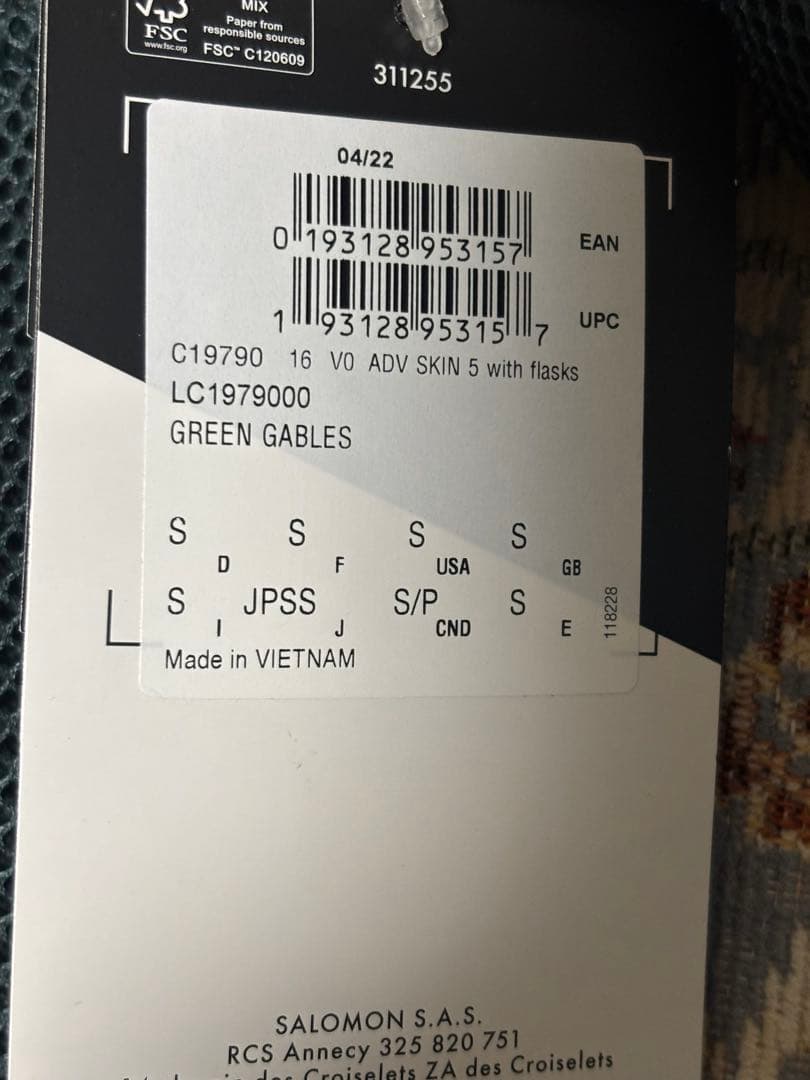 MIX
Paper from
responsible sources
FSC
www.fsc.org
FSC™ C120609
311255
04/22
0 193128 953157
EAN
1 93128 95315 7
UPC
C19790 16 V0 ADV SKIN 5 with flasks
LC1979000
GREEN GABLES
S D S F S USA S GB
S I JPSS J S/P CND S E
118228
Made in VIETNAM
SALOMON S.A.S.
RCS Annecy 325 820 751
des Croiselets ZA des Croiselets